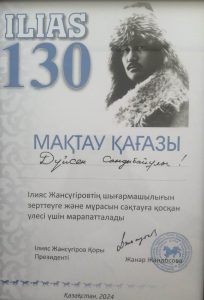 ILIAS
130
МАҚТАУ ҚАҒАЗЫ
Дүйсен !
Ілияс Жансүгіровтің шығармашылығын
зерттеуге және мұрасын сақтауға қосқан
үлесі үшін марапатталады
Ілияс Жансүгіров Қоры
Президенті
Жанар Жандосова
Қазақстан, 2024